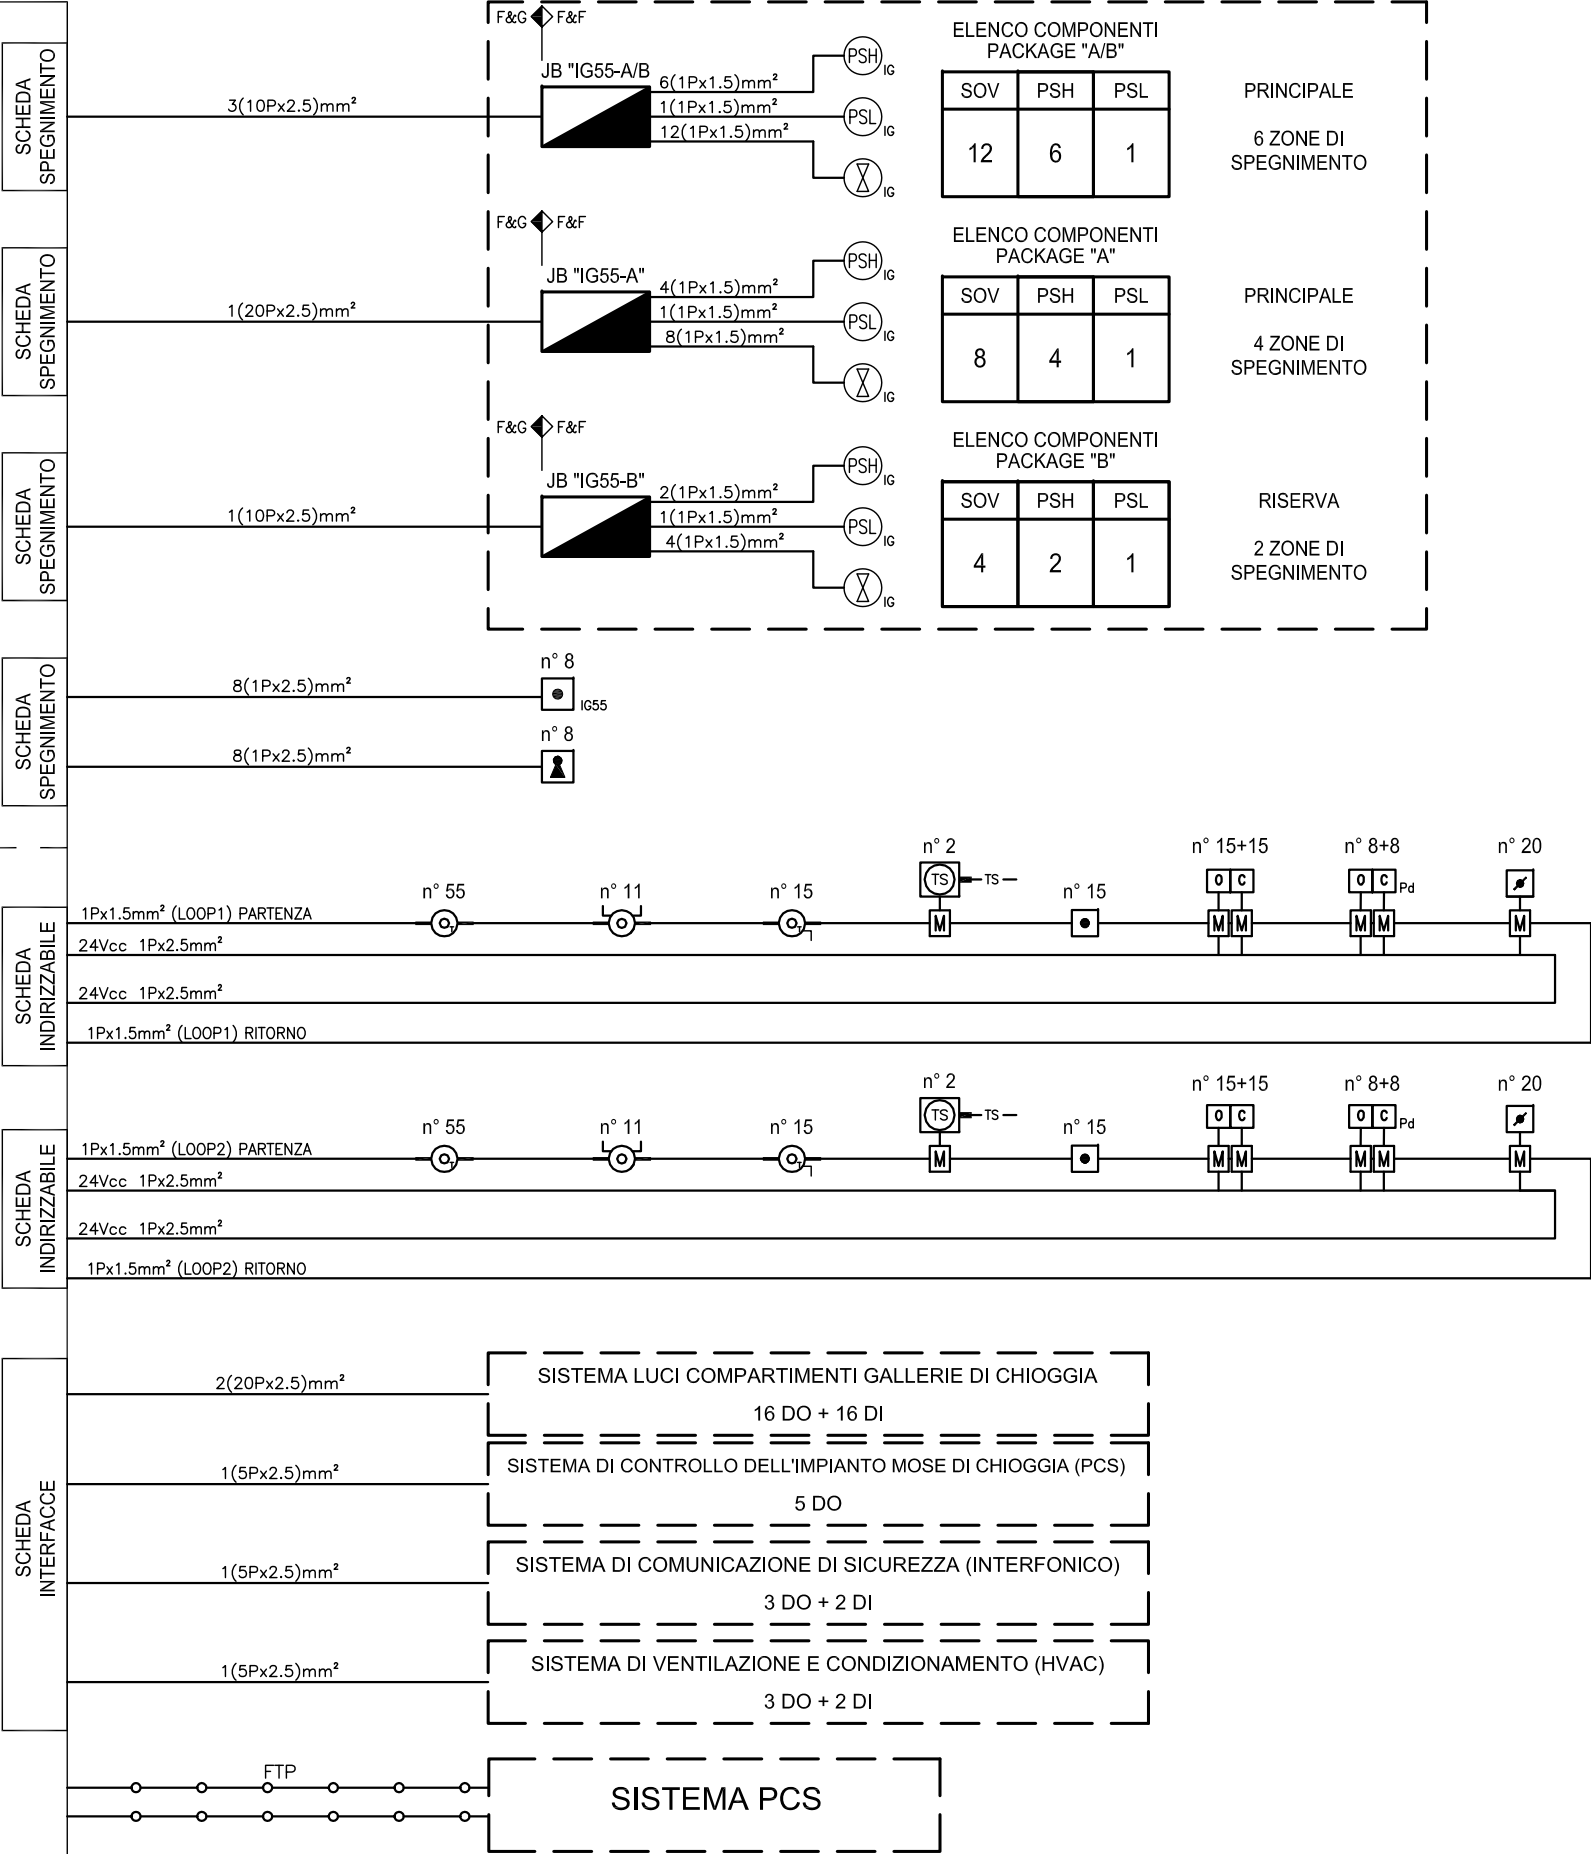 SCHEDA
SPEGNIMENTO
3(10Px2.5)mm²
F&G F&F
JB "IG55-A/B
6(1Px1.5)mm²
1(1Px1.5)mm²
12(1Px1.5)mm²
PSH IG
PSL IG
IG
ELENCO COMPONENTI
PACKAGE "A/B"
SOV PSH PSL
12 6 1
PRINCIPALE
6 ZONE DI
SPEGNIMENTO
SCHEDA
SPEGNIMENTO
1(20Px2.5)mm²
F&G F&F
JB "IG55-A"
4(1Px1.5)mm²
1(1Px1.5)mm²
8(1Px1.5)mm²
PSH IG
PSL IG
IG
ELENCO COMPONENTI
PACKAGE "A"
SOV PSH PSL
8 4 1
PRINCIPALE
4 ZONE DI
SPEGNIMENTO
SCHEDA
SPEGNIMENTO
1(10Px2.5)mm²
F&G F&F
JB "IG55-B"
2(1Px1.5)mm²
1(1Px1.5)mm²
4(1Px1.5)mm²
PSH IG
PSL IG
IG
ELENCO COMPONENTI
PACKAGE "B"
SOV PSH PSL
4 2 1
RISERVA
2 ZONE DI
SPEGNIMENTO
SCHEDA
SPEGNIMENTO
8(1Px2.5)mm²
n° 8
IG55
8(1Px2.5)mm²
n° 8
SCHEDA
INDIRIZZABILE
1Px1.5mm² (LOOP1) PARTENZA
n° 55
n° 11
n° 15
n° 2
TS TS
M
n° 15
n° 15+15
O C
M M
n° 8+8
O C Pd
M M
n° 20
M
24Vcc 1Px2.5mm²
24Vcc 1Px2.5mm²
1Px1.5mm² (LOOP1) RITORNO
SCHEDA
INDIRIZZABILE
1Px1.5mm² (LOOP2) PARTENZA
n° 55
n° 11
n° 15
n° 2
TS TS
M
n° 15
n° 15+15
O C
M M
n° 8+8
O C Pd
M M
n° 20
M
24Vcc 1Px2.5mm²
24Vcc 1Px2.5mm²
1Px1.5mm² (LOOP2) RITORNO
SCHEDA
INTERFACCE
2(20Px2.5)mm²
SISTEMA LUCI COMPARTIMENTI GALLERIE DI CHIOGGIA
16 DO + 16 DI
1(5Px2.5)mm²
SISTEMA DI CONTROLLO DELL'IMPIANTO MOSE DI CHIOGGIA (PCS)
5 DO
1(5Px2.5)mm²
SISTEMA DI COMUNICAZIONE DI SICUREZZA (INTERFONICO)
3 DO + 2 DI
1(5Px2.5)mm²
SISTEMA DI VENTILAZIONE E CONDIZIONAMENTO (HVAC)
3 DO + 2 DI
FTP
SISTEMA PCS